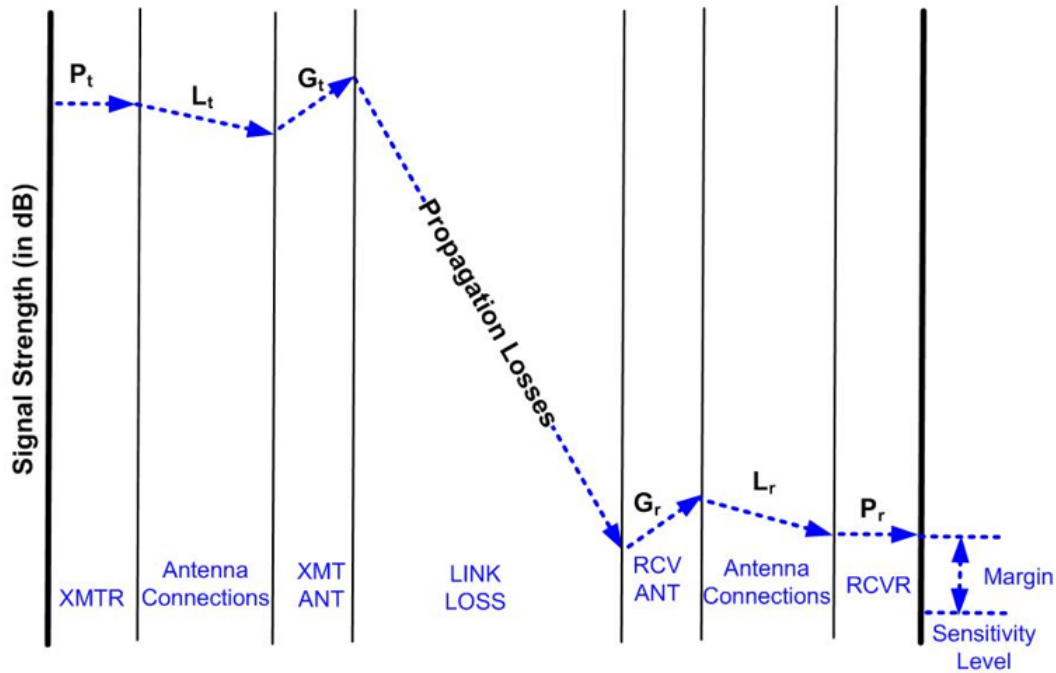 Signal Strength (in dB)
Pt
Lt
Gt
Propagation Losses
Gr
Lr
Pr
XMTR
Antenna
Connections
XMT
ANT
LINK
LOSS
RCV
ANT
Antenna
Connections
RCVR
Margin
Sensitivity
Level